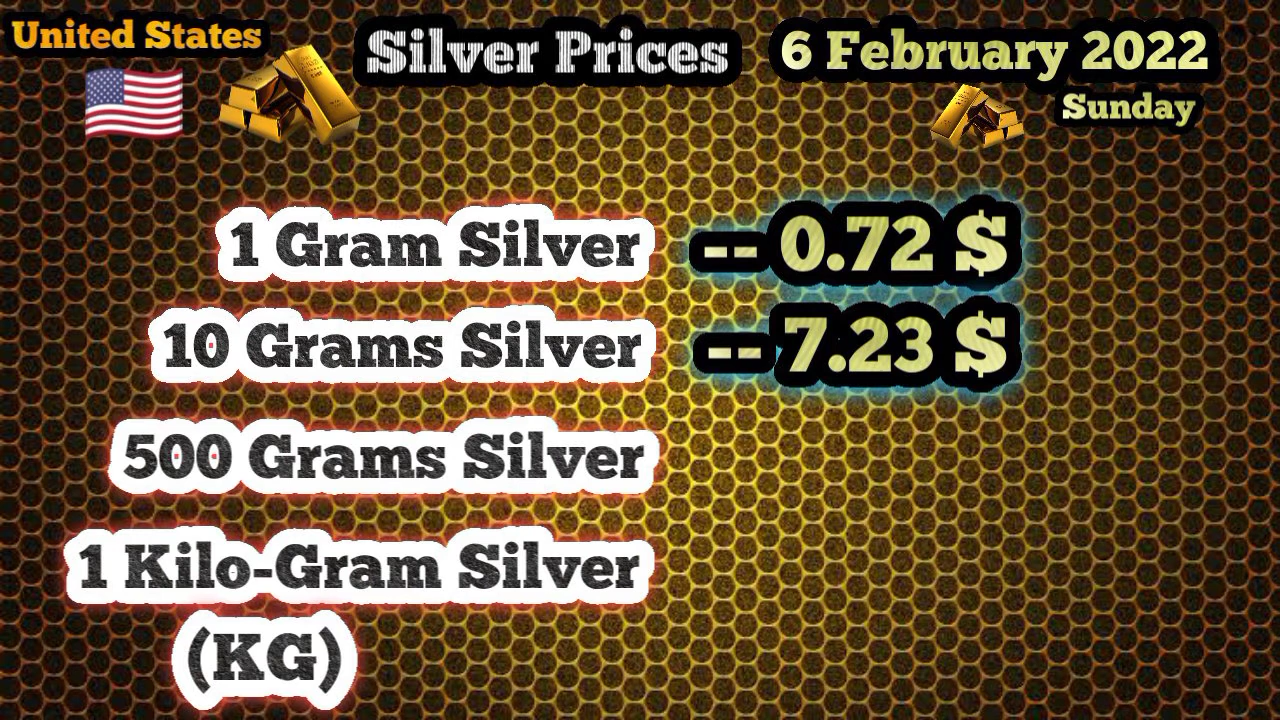 United States
Silver Prices
6 February 2022
Sunday
1 Gram Silver -- 0.72 $
10 Grams Silver -- 7.23 $
500 Grams Silver
1 Kilo-Gram Silver
(KG)